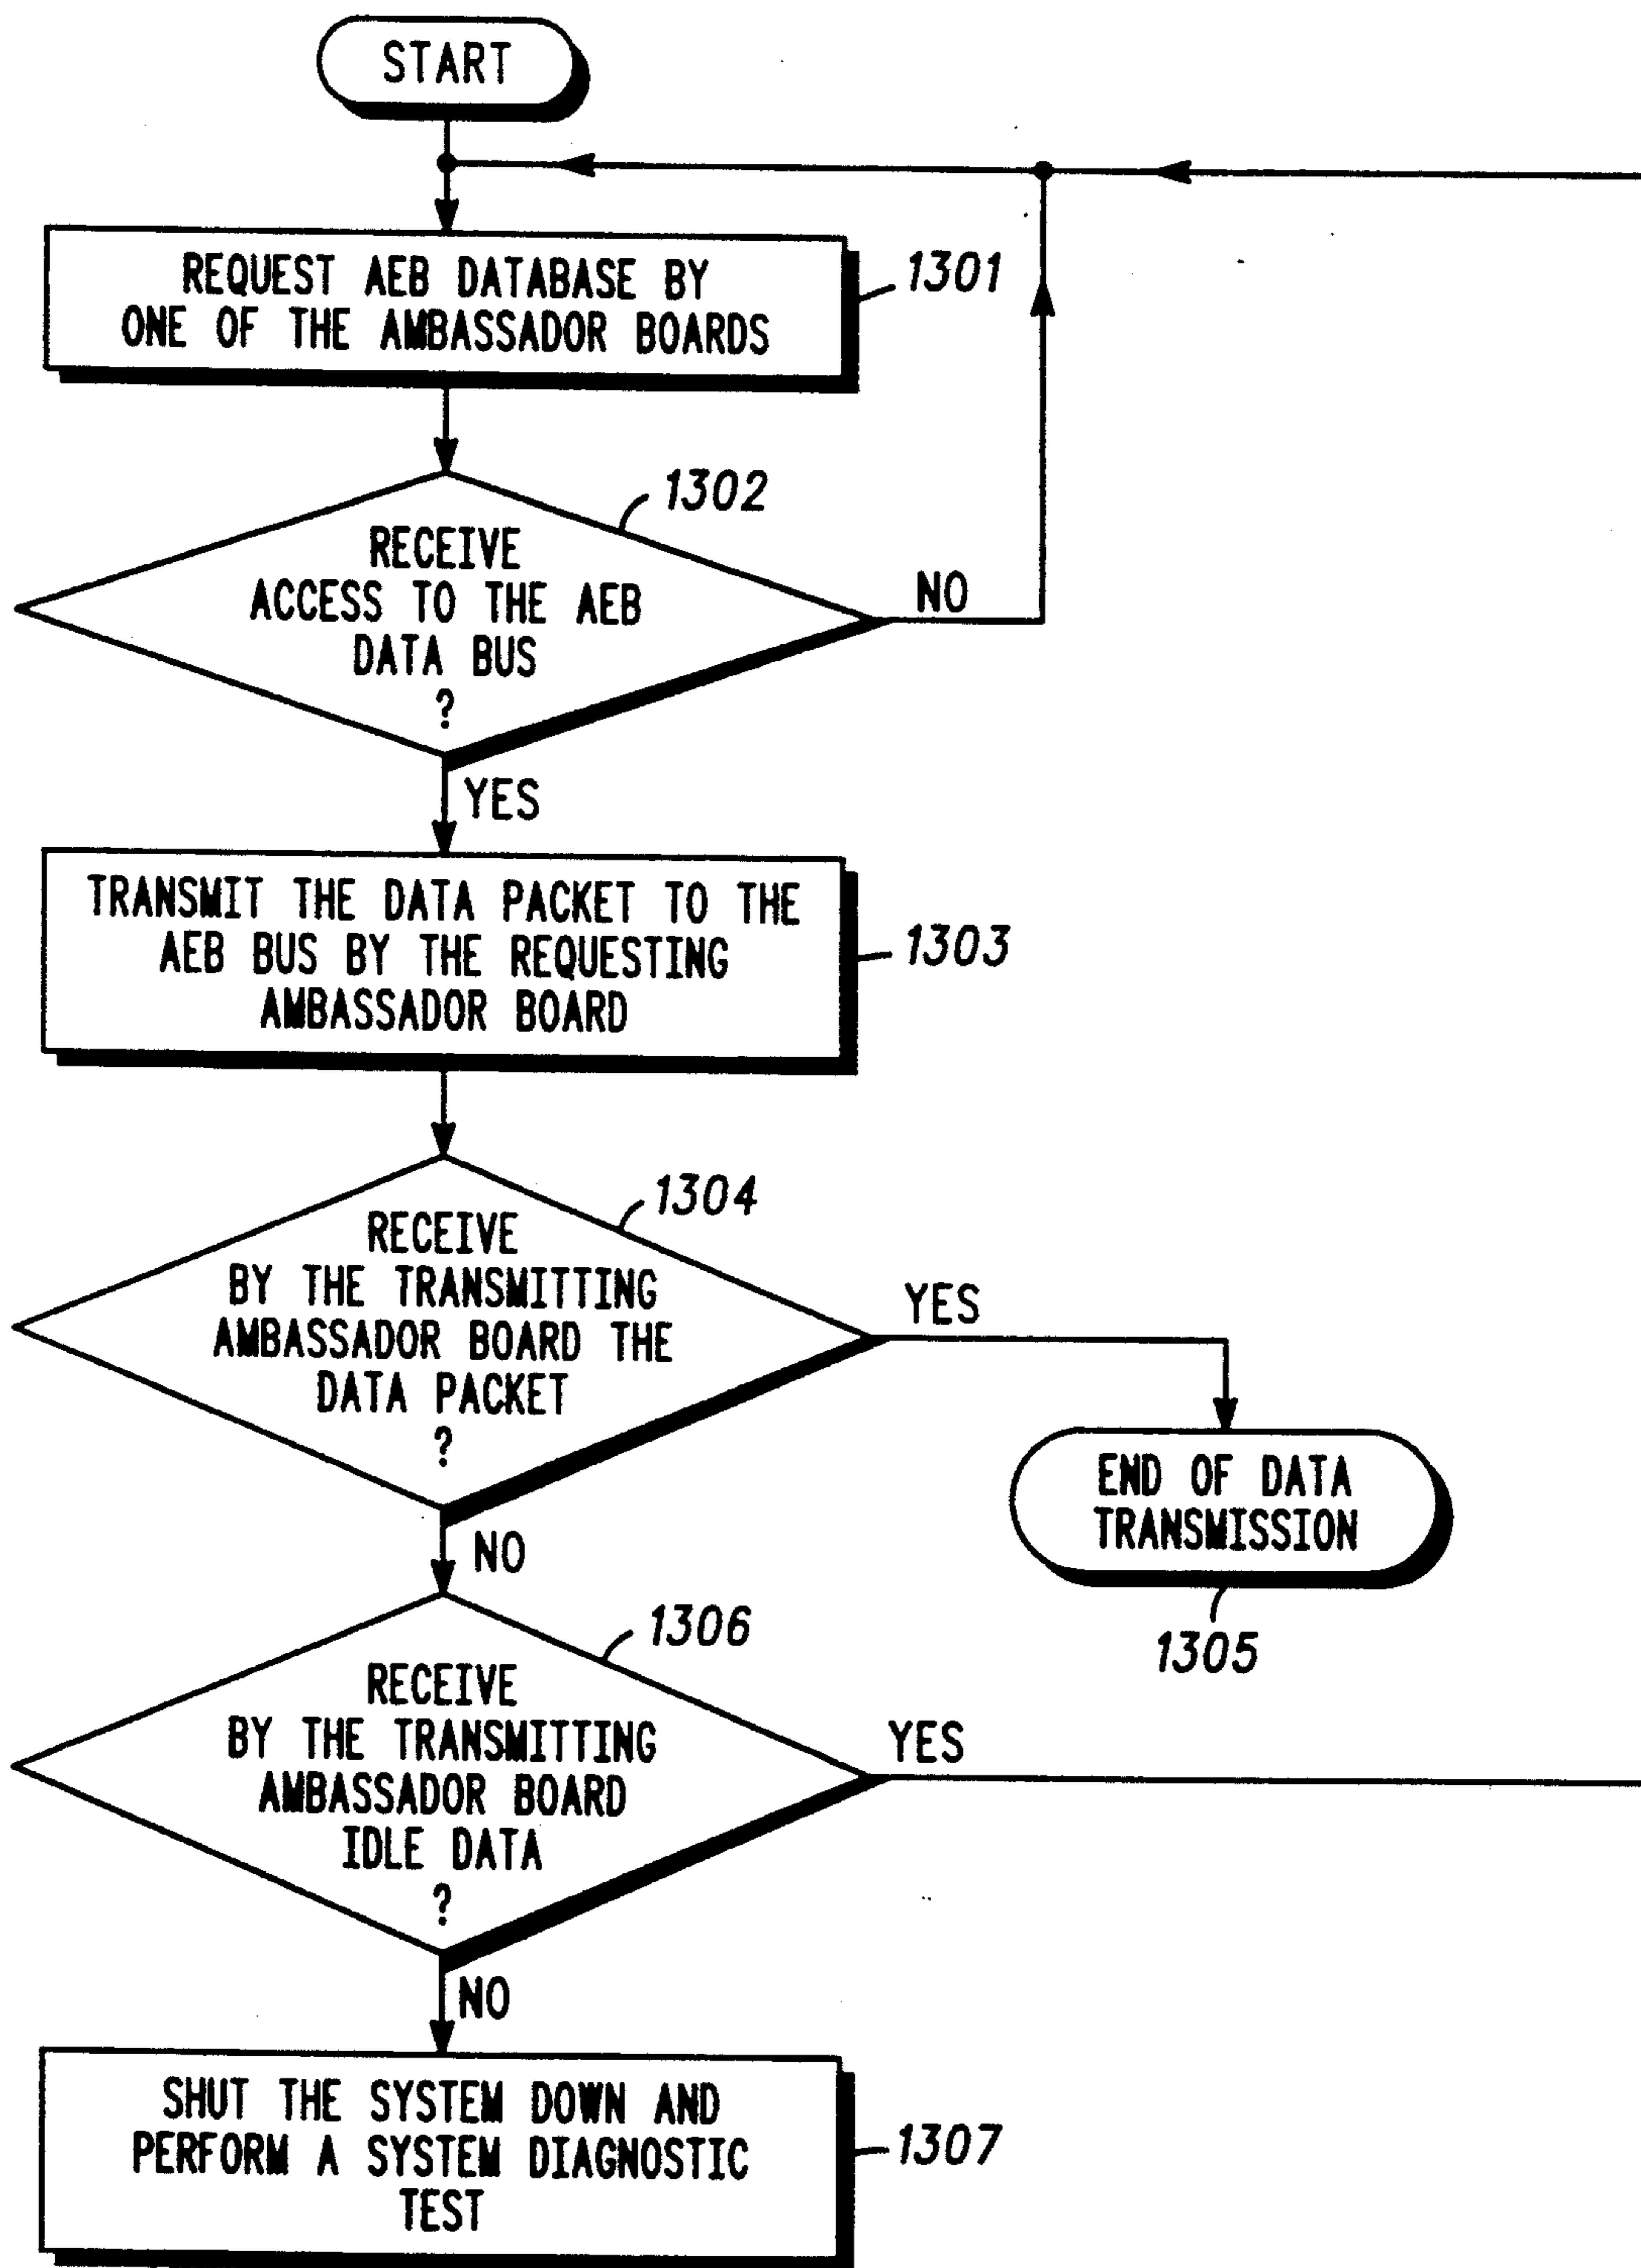 START
REQUEST AEB DATABASE BY
ONE OF THE AMBASSADOR BOARDS
1301
1302
RECEIVE
ACCESS TO THE AEB
DATA BUS
?
NO
YES
TRANSMIT THE DATA PACKET TO THE
AEB BUS BY THE REQUESTING
AMBASSADOR BOARD
1303
1304
RECEIVE
BY THE TRANSMITTING
AMBASSADOR BOARD THE
DATA PACKET
?
YES
END OF DATA
TRANSMISSION
1305
NO
1306
RECEIVE
BY THE TRANSMITTING
AMBASSADOR BOARD
IDLE DATA
?
YES
NO
SHUT THE SYSTEM DOWN AND
PERFORM A SYSTEM DIAGNOSTIC
TEST
1307